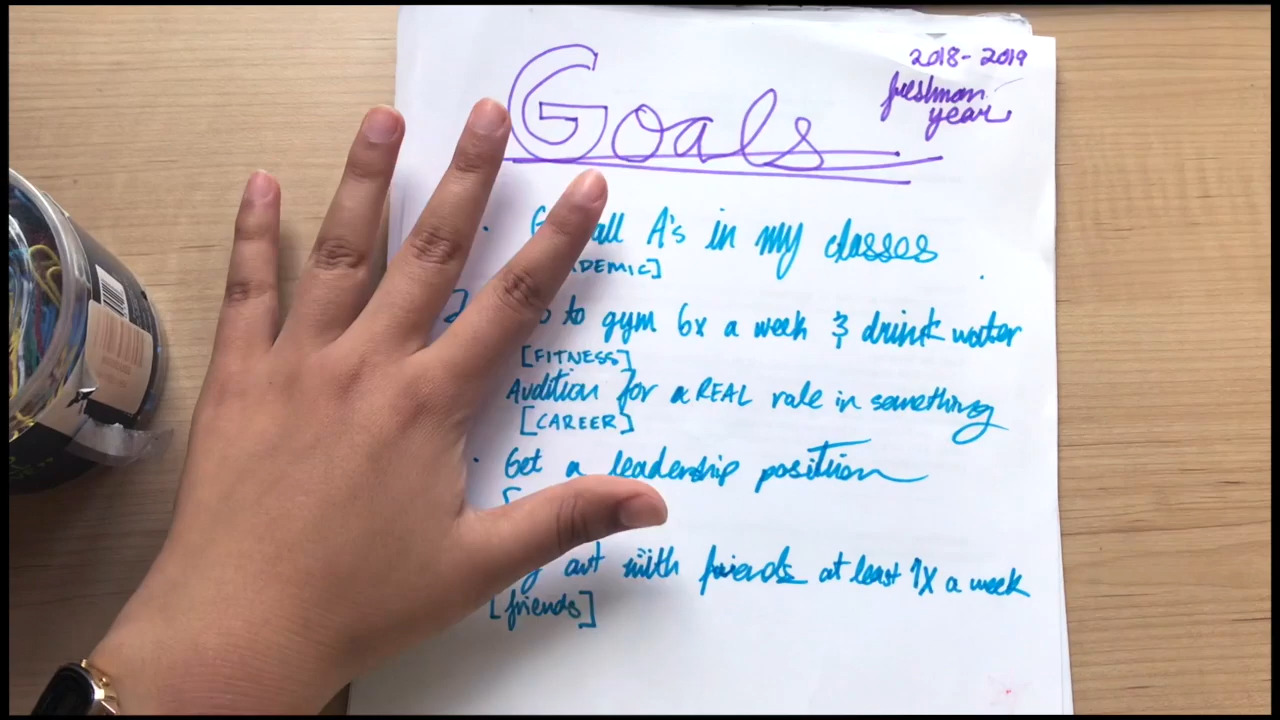 2018-2019
freshman
year
Goals
all A's in my classes
DEMIC]
to gym 6x a week & drink water
[FITNESS]
Audition for a REAL role in something
[CAREER]
Get a leadership position
out with friends at least 1x a week
[friends]